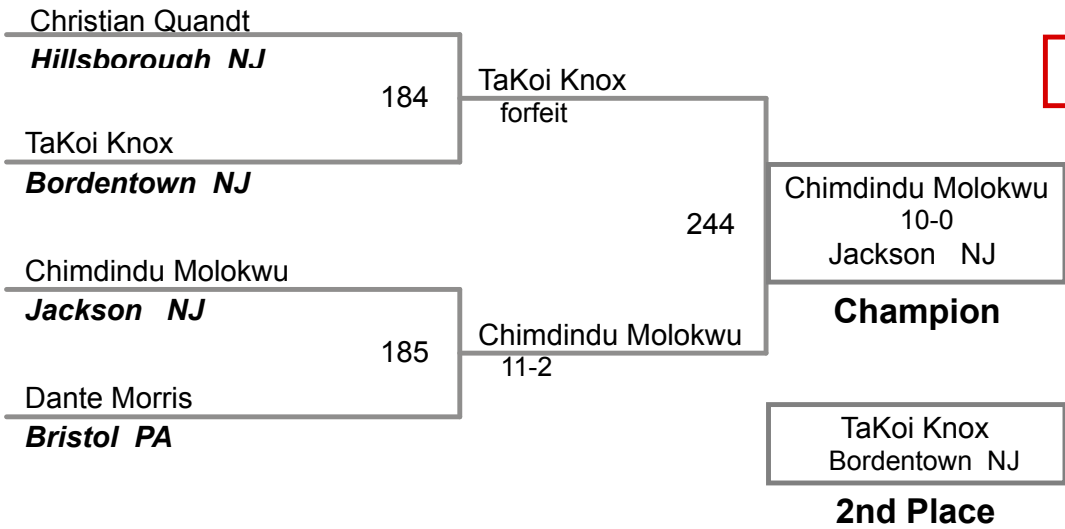 Christian Quandt
Hillsborough NJ
184
TaKoi Knox
Bordentown NJ
TaKoi Knox
forfeit
Chimdindu Molokwu
Jackson NJ
185
Dante Morris
Bristol PA
Chimdindu Molokwu
11-2
244
Chimdindu Molokwu
10-0
Jackson NJ
Champion
TaKoi Knox
Bordentown NJ
2nd Place